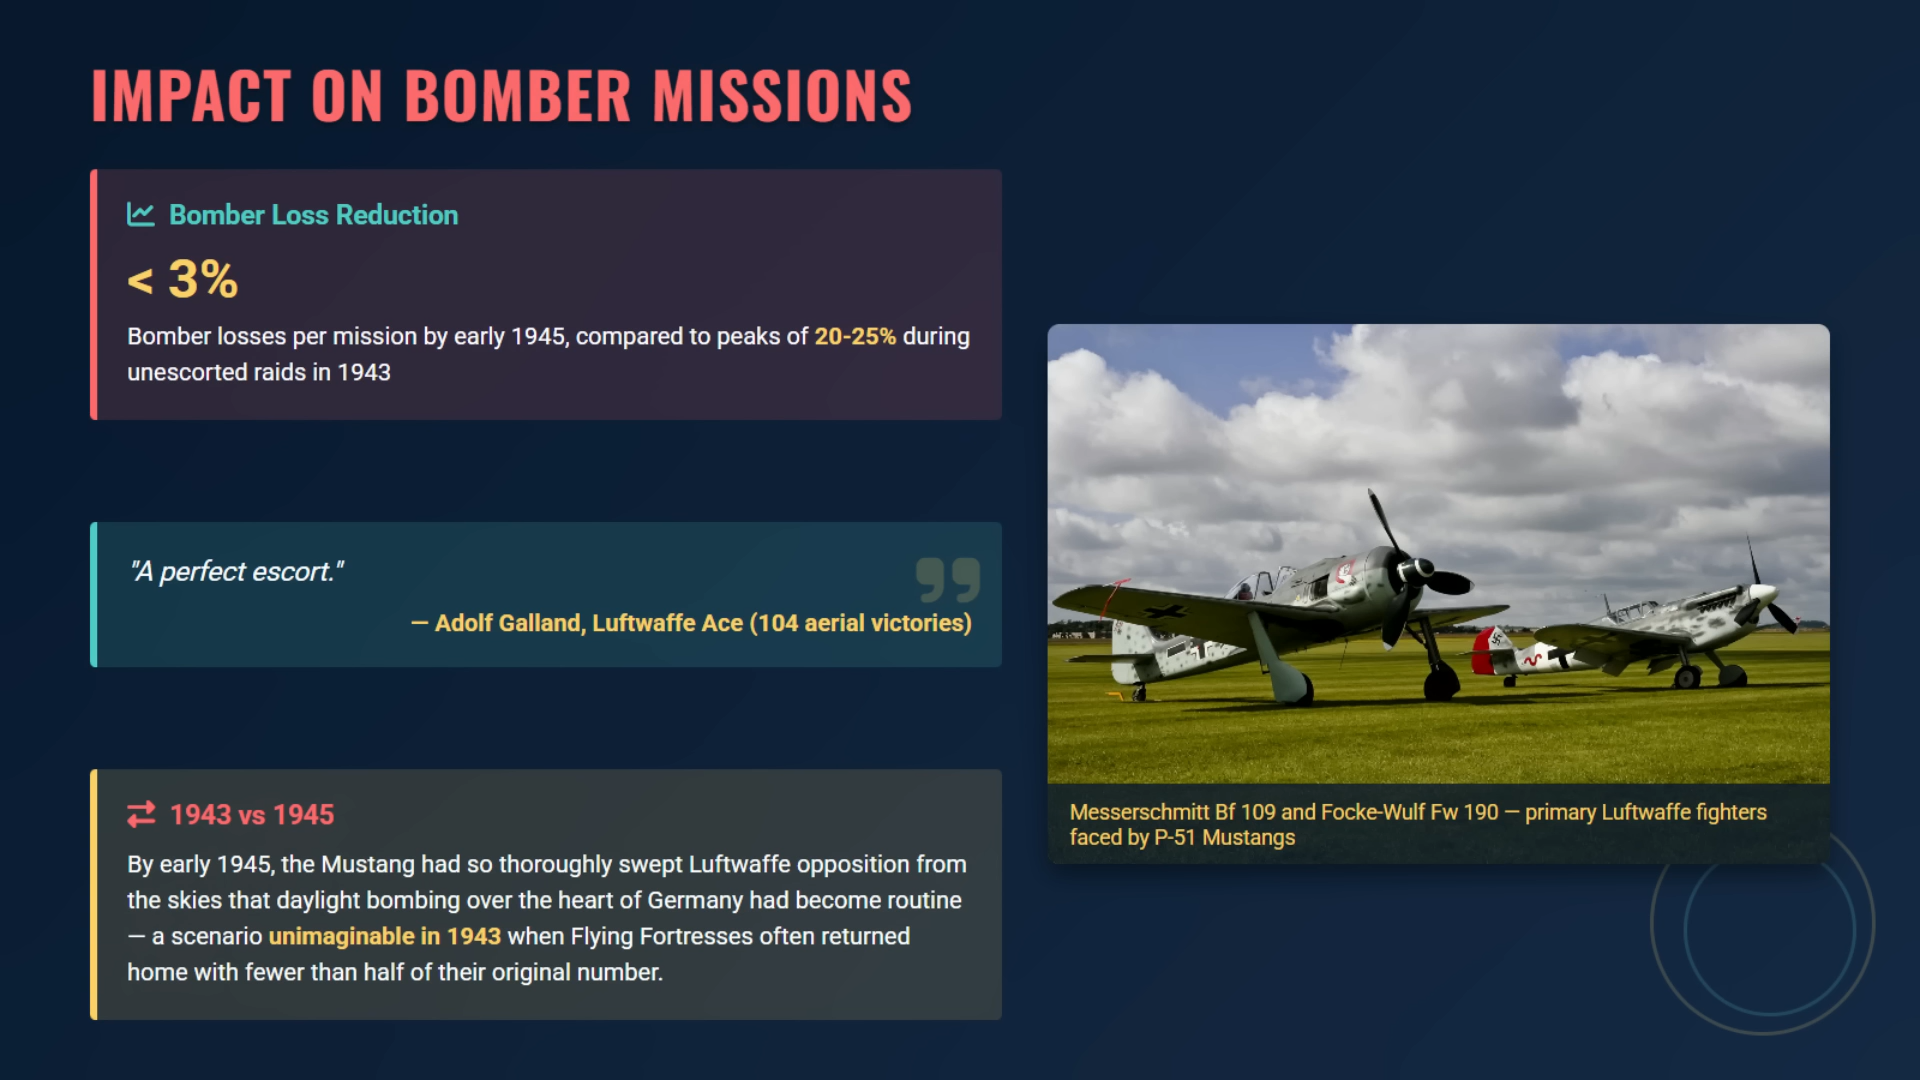 IMPACT ON BOMBER MISSIONS
Bomber Loss Reduction
< 3%
Bomber losses per mission by early 1945, compared to peaks of 20-25% during
unescorted raids in 1943
"A perfect escort."
— Adolf Galland, Luftwaffe Ace (104 aerial victories)
1943 vs 1945
By early 1945, the Mustang had so thoroughly swept Luftwaffe opposition from
the skies that daylight bombing over the heart of Germany had become routine
— a scenario unimaginable in 1943 when Flying Fortresses often returned
home with fewer than half of their original number.
Messerschmitt Bf 109 and Focke-Wulf Fw 190 — primary Luftwaffe fighters
faced by P-51 Mustangs